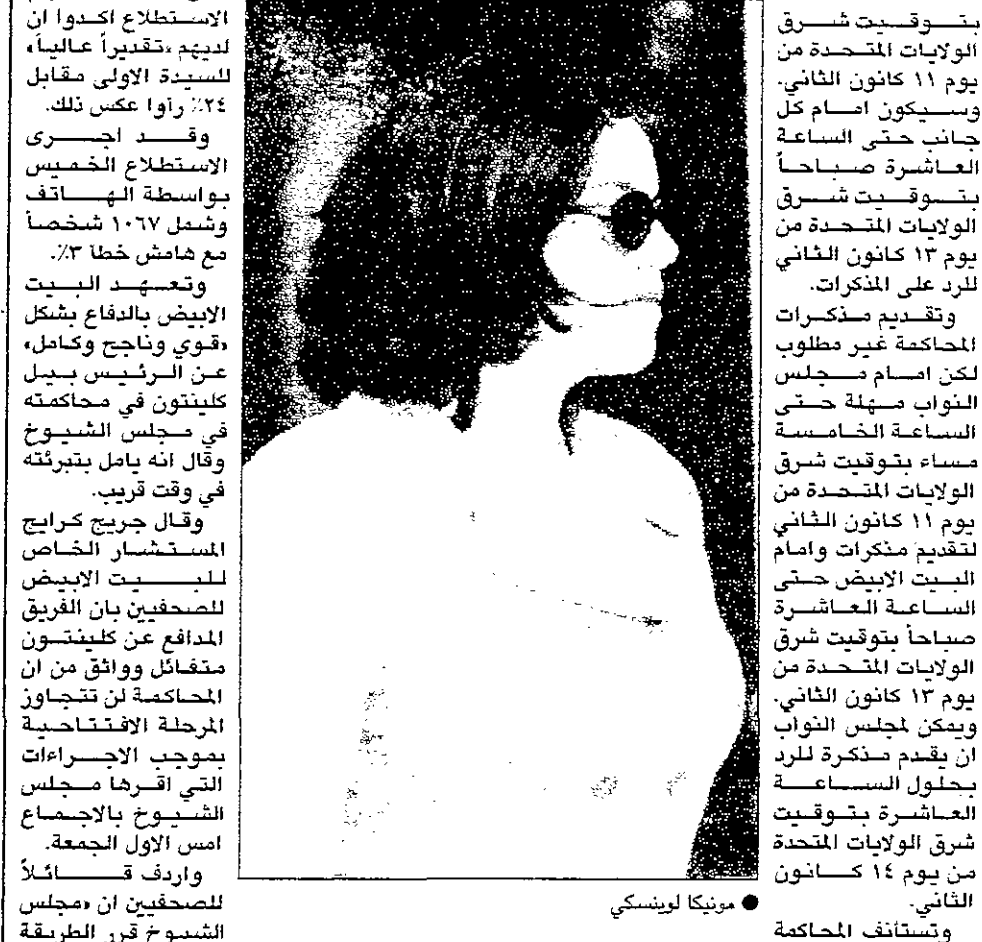 بتوقيت شرق
الولايات المتحدة من
يوم ١١ كانون الثاني.
وسيكون امام كل
جانب حتى الساعة
العاشرة صباحاً
بتوقيت شرق
الولايات المتحدة من
يوم ١٣ كانون الثاني
للرد على المذكرات.
وتقديم مذكرات
المحاكمة غير مطلوب
لكن امام مجلس
النواب مهلة حتى
الساعة الخامسة
مساء بتوقيت شرق
الولايات المتحدة من
يوم ١١ كانون الثاني
لتقديم مذكرات وامام
البيت الابيض حتى
الساعة العاشرة
صباحاً بتوقيت شرق
الولايات المتحدة من
يوم ١٣ كانون الثاني.
ويمكن لمجلس النواب
ان يقدم مذكرة للرد
بحلول الساعة
العاشرة بتوقيت
شرق الولايات المتحدة
من يوم ١٤ كانون
الثاني.
وتستأنف المحاكمة
● مونيكا لوينسكي
الاستطلاع اكدوا ان
لديهم «تقديراً عالياً»
للسيدة الاولى مقابل
٢٤٪ رأوا عكس ذلك.
وقد اجرى
الاستطلاع الخميس
بواسطة الهاتف
وشمل ١٠٦٧ شخصاً
مع هامش خطا ٣٪.
وتعهد البيت
الابيض بالدفاع بشكل
«قوي وناجح وكامل»
عن الرئيس بيل
كلينتون في محاكمته
في مجلس الشيوخ
وقال انه يامل بتبرئته
في وقت قريب.
وقال جريج كرايج
المستشار الخاص
للبيت الابيض
للصحفيين بان الفريق
المدافع عن كلينتون
متفائل وواثق من ان
المحاكمة لن تتجاوز
المرحلة الافتتاحية
بموجب الاجراءات
التي اقرها مجلس
الشيوخ بالاجماع
امس الاول الجمعة.
واردف قائلاً
للصحفيين ان «مجلس
الشيوخ قرر الطريقة